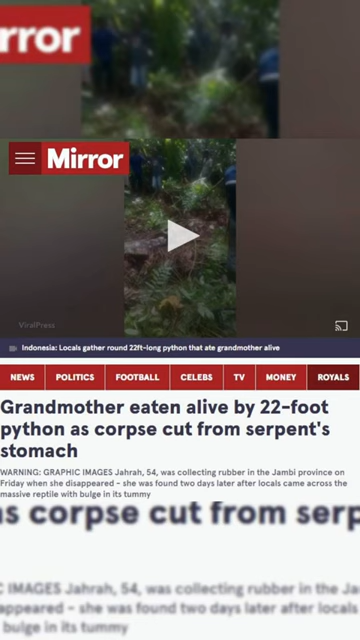 rror
Mirror
ViralPress
Indonesia: Locals gather round 22ft-long python that ate grandmother alive
NEWS POLITICS FOOTBALL CELEBS TV MONEY ROYALS
Grandmother eaten alive by 22-foot
python as corpse cut from serpent's
stomach
WARNING: GRAPHIC IMAGES Jahrah, 54, was collecting rubber in the Jambi province on
Friday when she disappeared - she was found two days later after locals came across the
massive reptile with bulge in its tummy
as corpse cut from serp
C IMAGES Jahrah, 54, was collecting rubber in the Ja
appeared - she was found two days later after locals
bulge in its tummy